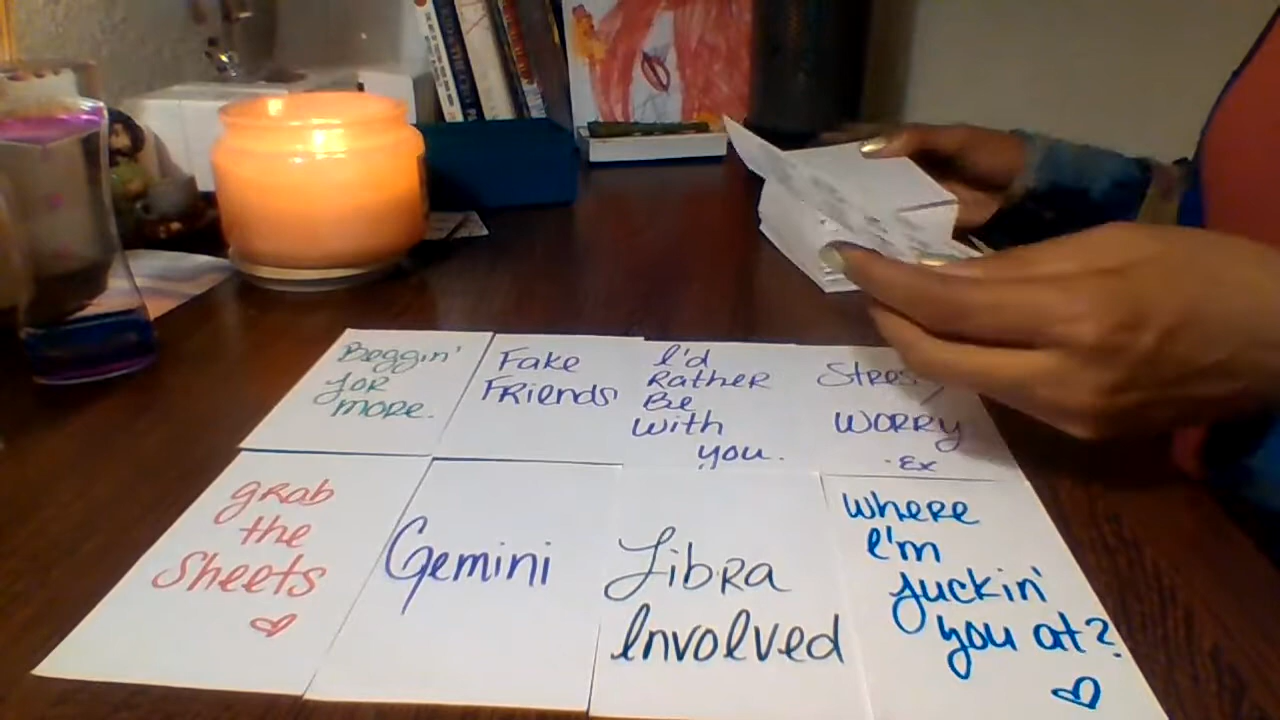 Beggin'
for
more.
Fake
Friends
I'd
Rather
Be
with
you.
Stress
Worry
- Ex
Grab
the
Sheets
Gemini
Libra
Involved
Where
I'm
fuckin'
you at?